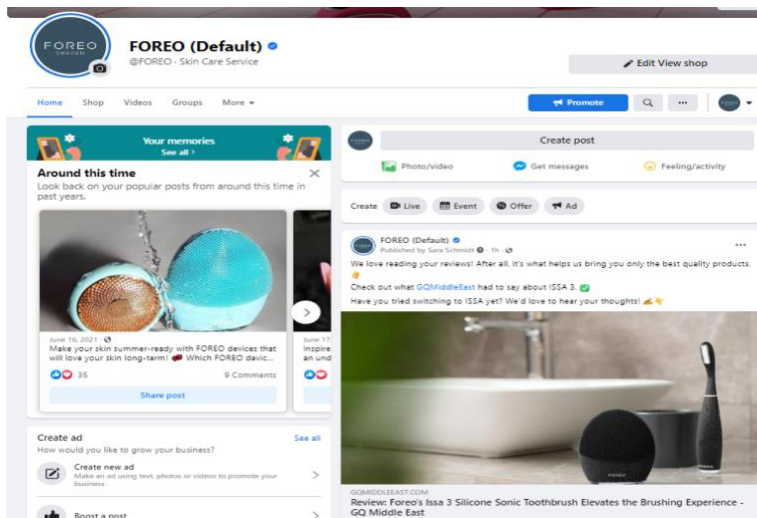 FOREO
SWEDEN
FOREO (Default)
@FOREO · Skin Care Service
Edit View shop
Home Shop Videos Groups More
Promote
Your memories
See all
Around this time
Look back on your popular posts from around this time in
past years.
June 16, 2021 ·
Make your skin summer-ready with FOREO devices that
will love your skin long-term! Which FOREO devic...
35
9 Comments
Share post
June 17
Inspire
an und
Create ad
See all
How would you like to grow your business?
Create new ad
Make an ad using text, photos or videos to promote your
business
Boost a post
Create post
Photo/video
Get messages
Feeling/activity
Create Live Event Offer Ad
FOREO (Default)
Published by Sara Schmidt · 1h ·
We love reading your reviews! After all, it's what helps us bring you only the best quality products.
Check out what GQMiddleEast had to say about ISSA 3.
Have you tried switching to ISSA yet? We'd love to hear your thoughts!
FOREO
GQMIDDLEEAST.COM
Review: Foreo's Issa 3 Silicone Sonic Toothbrush Elevates the Brushing Experience -
GQ Middle East